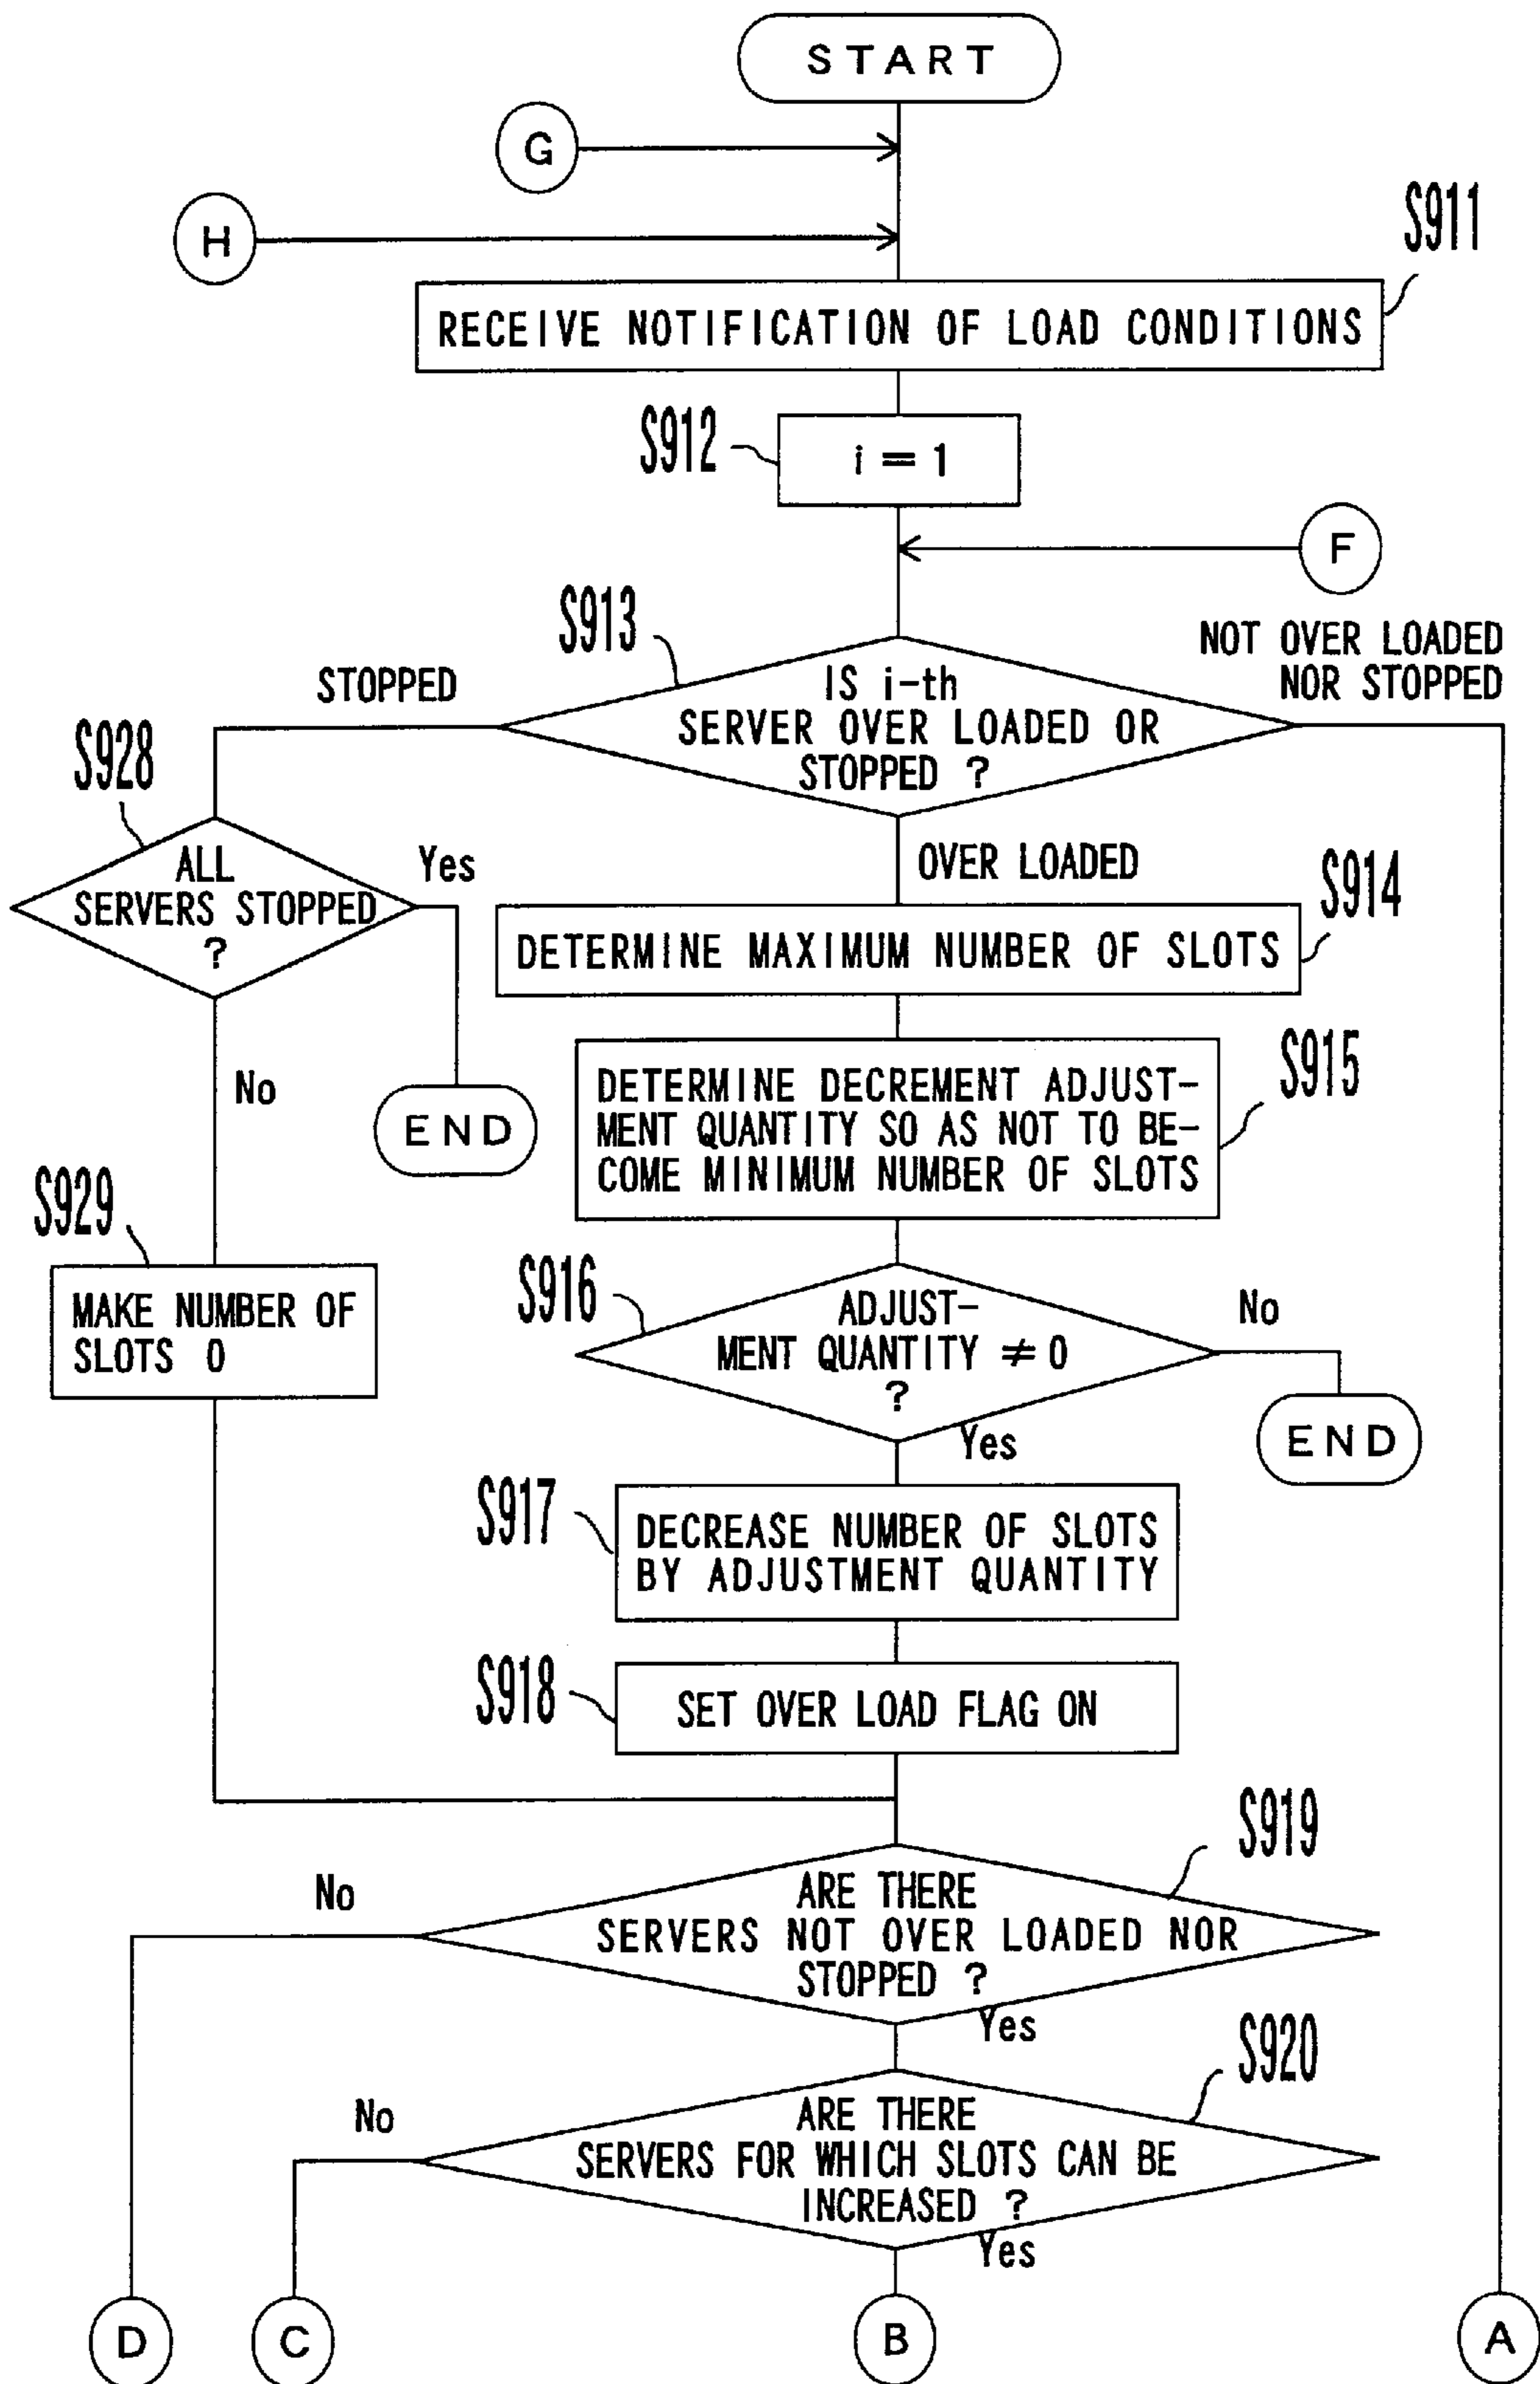 START
G
H
S911
RECEIVE NOTIFICATION OF LOAD CONDITIONS
S912
i = 1
F
S913
NOT OVER LOADED
NOR STOPPED
STOPPED
IS i-th
SERVER OVER LOADED OR
STOPPED ?
S928
ALL
SERVERS STOPPED
?
Yes
OVER LOADED
S914
DETERMINE MAXIMUM NUMBER OF SLOTS
No
END
S915
DETERMINE DECREMENT ADJUST-
MENT QUANTITY SO AS NOT TO BE-
COME MINIMUM NUMBER OF SLOTS
S929
MAKE NUMBER OF
SLOTS 0
S916
ADJUST-
MENT QUANTITY ≠ 0
?
No
END
Yes
S917
DECREASE NUMBER OF SLOTS
BY ADJUSTMENT QUANTITY
S918
SET OVER LOAD FLAG ON
S919
No
ARE THERE
SERVERS NOT OVER LOADED NOR
STOPPED ?
Yes
S920
No
ARE THERE
SERVERS FOR WHICH SLOTS CAN BE
INCREASED ?
Yes
D
C
B
A